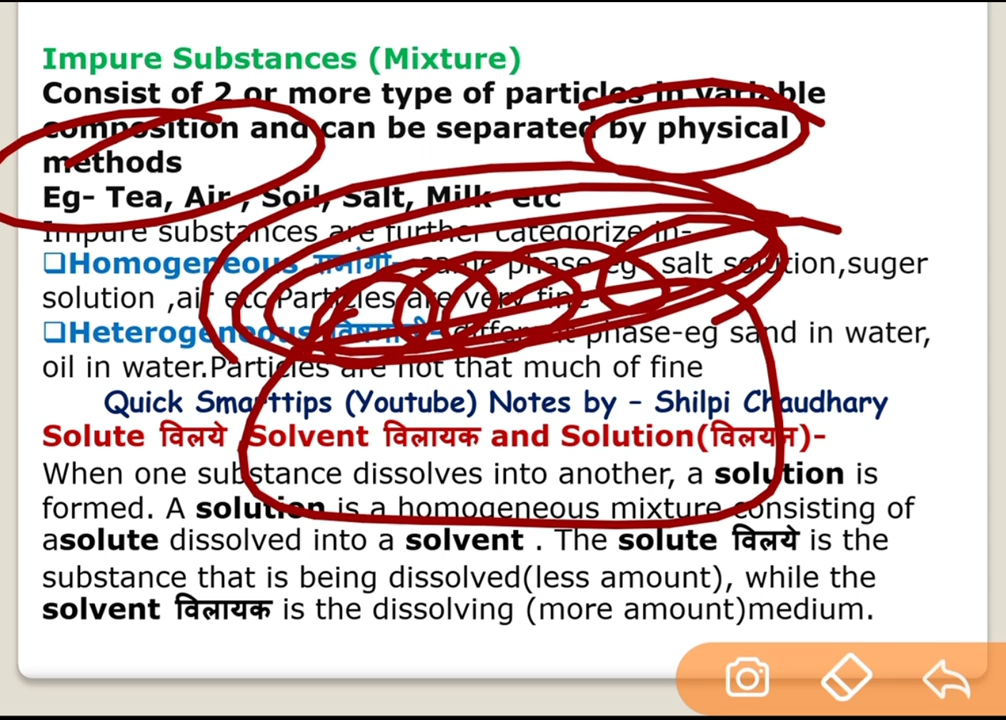 Impure Substances (Mixture)
Consist of 2 or more type of particles in variable
composition and can be separated by physical
methods
Eg- Tea, Air , Soil, Salt, Milk etc
Impure substances are further categorize in-
❑Homogeneous समांगी- same phase-eg salt solution,suger
solution ,air etc.Particles are very fine
❑Heterogeneous विषमांगी- different phase-eg sand in water,
oil in water.Particles are not that much of fine
Quick Smarttips (Youtube) Notes by - Shilpi Chaudhary
Solute विलये ,Solvent विलायक and Solution(विलयन)-
When one substance dissolves into another, a solution is
formed. A solution is a homogeneous mixture consisting of
asolute dissolved into a solvent . The solute विलये is the
substance that is being dissolved(less amount), while the
solvent विलायक is the dissolving (more amount)medium.